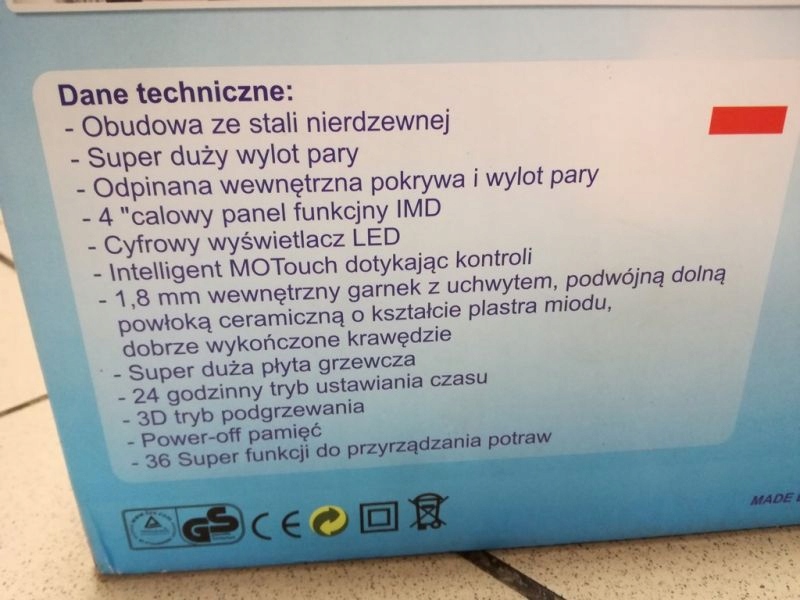 Dane techniczne:
- Obudowa ze stali nierdzewnej
- Super duży wylot pary
- Odpinana wewnętrzna pokrywa i wylot pary
- 4 "calowy panel funkcjny IMD
- Cyfrowy wyświetlacz LED
- Intelligent MOTouch dotykając kontroli
- 1,8 mm wewnętrzny garnek z uchwytem, podwójną dolną
powłoką ceramiczną o kształcie plastra miodu,
dobrze wykończone krawędzie
- Super duża płyta grzewcza
- 24 godzinny tryb ustawiania czasu
- 3D tryb podgrzewania
- Power-off pamięć
- 36 Super funkcji do przyrządzania potraw
MADE
GS CE